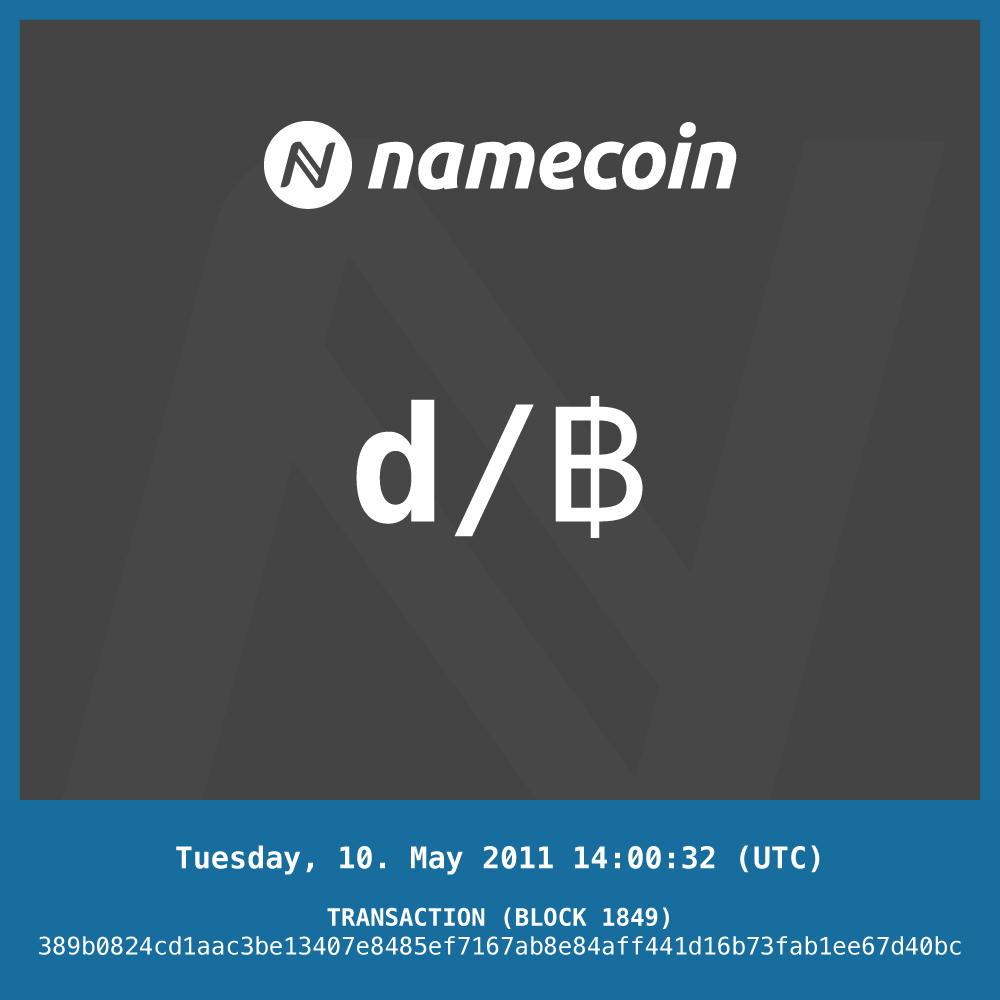 namecoin
d/฿
Tuesday, 10. May 2011 14:00:32 (UTC)
TRANSACTION (BLOCK 1849)
389b0824cd1aac3be13407e8485ef7167ab8e84aff441d16b73fab1ee67d40bc